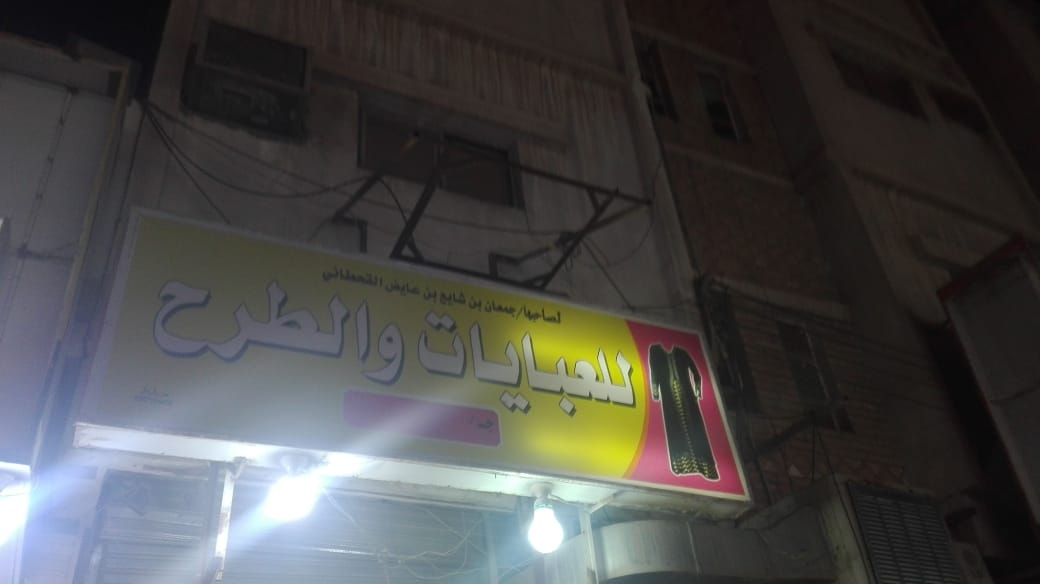 لصاحبها/جمعان بن شايع بن عايض القحطاني
للعبايات والطرح